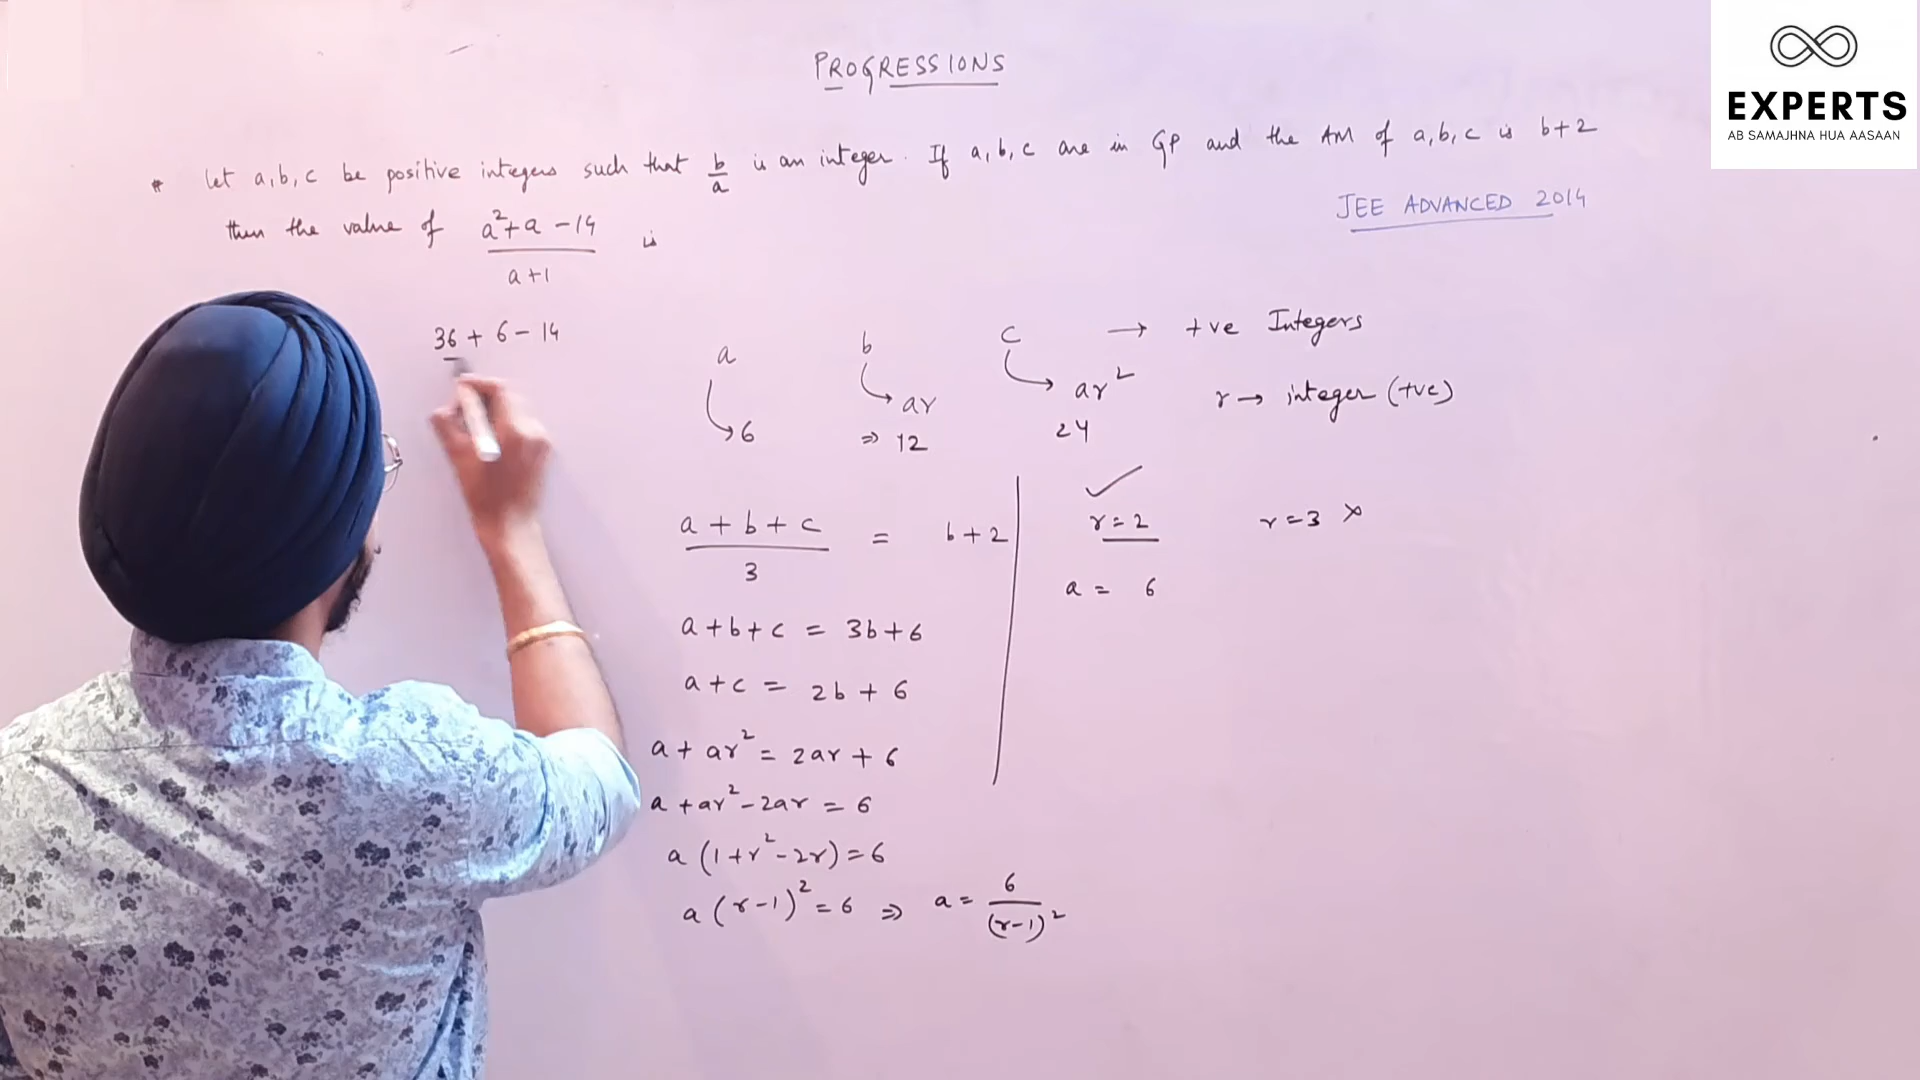 PROGRESSIONS
EXPERTS
AB SAMAJHNA HUA AASAAN
* Let a, b, c be positive integers such that b/a is an integer. If a, b, c are in GP and the AM of a, b, c is b+2
then the value of (a²+a-14)/(a+1) is
JEE ADVANCED 2014
36 + 6 - 14
a b c → +ve Integers
ar ar² r → integer (+ve)
6 ⇒ 12 24
(a + b + c)/3 = b + 2
✓
r = 2 r = 3 ×
a = 6
a + b + c = 3b + 6
a + c = 2b + 6
a + ar² = 2ar + 6
a + ar² - 2ar = 6
a (1 + r² - 2r) = 6
a (r - 1)² = 6 ⇒ a = 6/(r-1)²